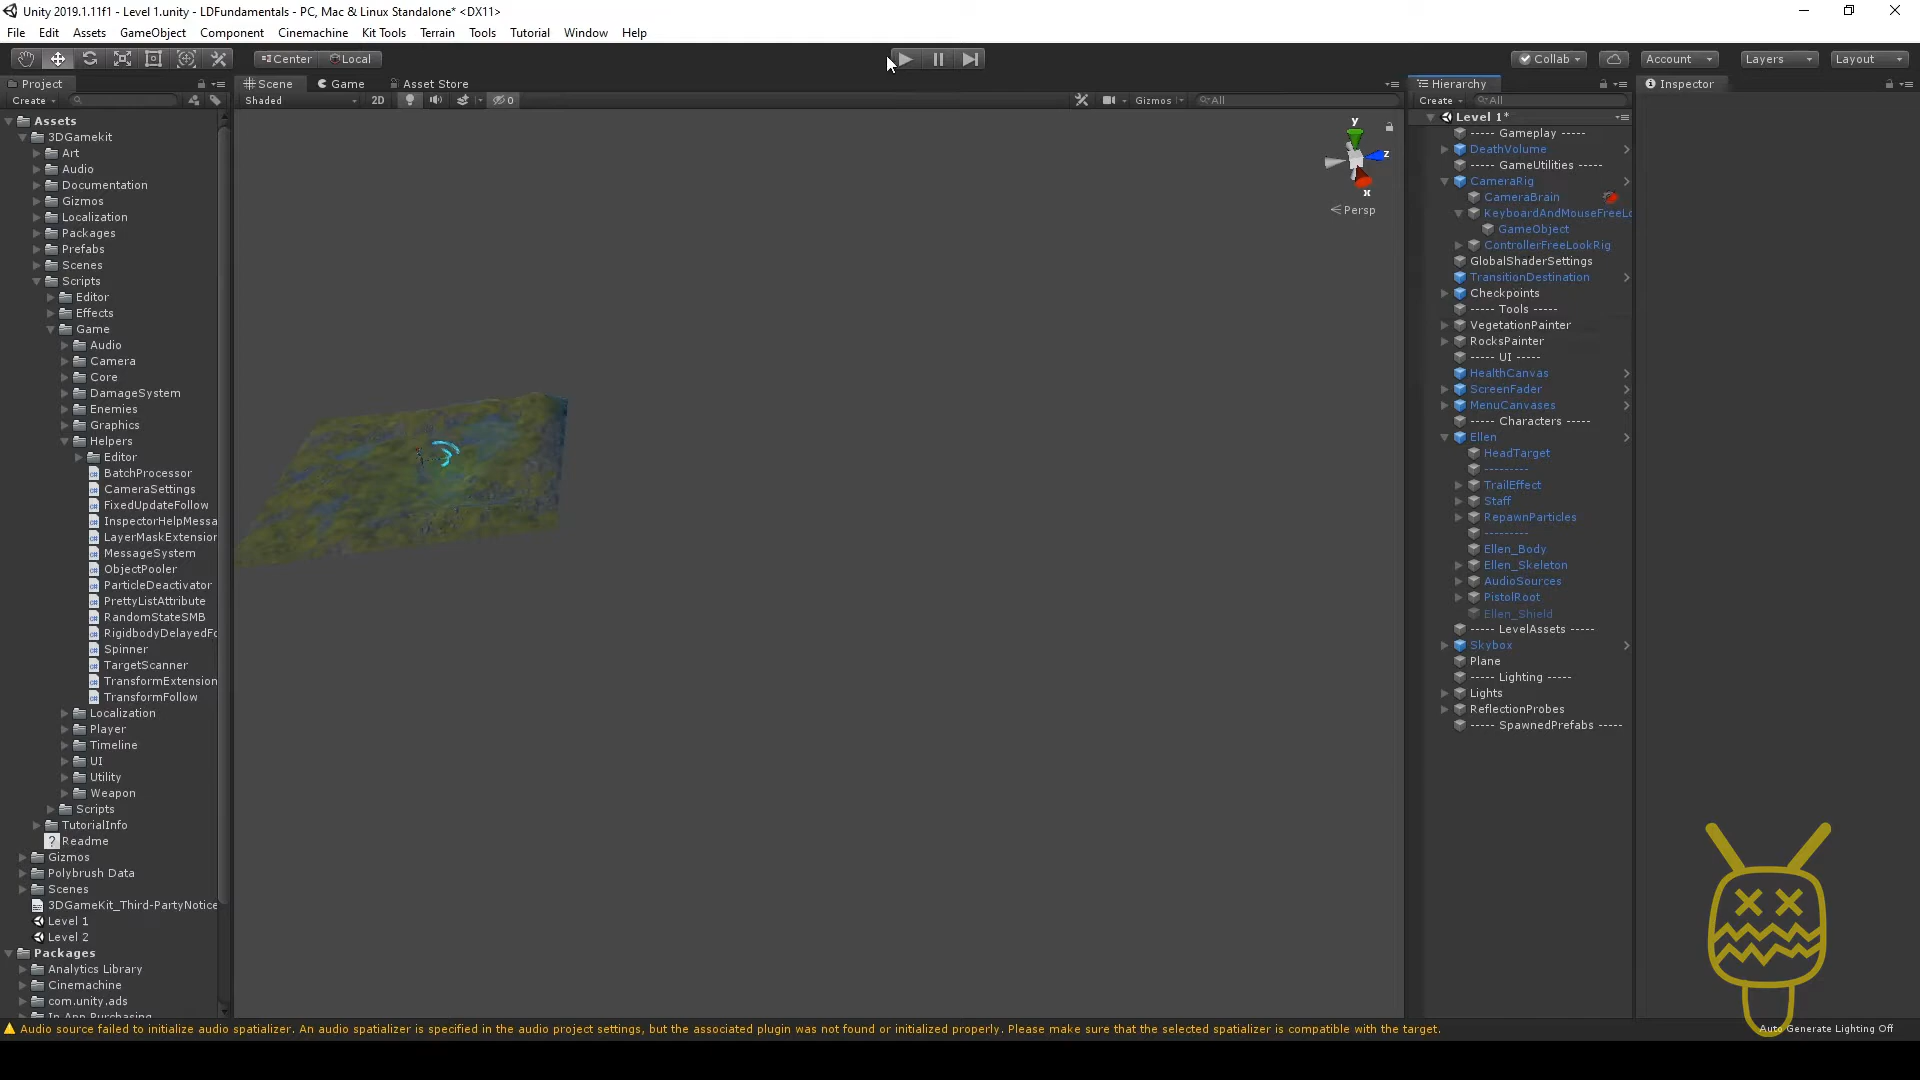 Unity 2019.1.11f1 - Level 1.unity - LDFundamentals - PC, Mac & Linux Standalone* <DX11>
File Edit Assets GameObject Component Cinemachine Kit Tools Terrain Tools Tutorial Window Help
Center Local Collab Account Layers Layout
Project Scene Game Asset Store Hierarchy Inspector
Create Shaded 2D 0 Gizmos All Create All
Assets
3DGamekit
Art
Audio
Documentation
Gizmos
Localization
Packages
Prefabs
Scenes
Scripts
Editor
Effects
Game
Audio
Camera
Core
DamageSystem
Enemies
Graphics
Helpers
Editor
BatchProcessor
CameraSettings
FixedUpdateFollow
InspectorHelpMessa
LayerMaskExtension
MessageSystem
ObjectPooler
ParticleDeactivator
PrettyListAttribute
RandomStateSMB
RigidbodyDelayedFo
Spinner
TargetScanner
TransformExtension
TransformFollow
Localization
Player
Timeline
UI
Utility
Weapon
Scripts
TutorialInfo
Readme
Gizmos
Polybrush Data
Scenes
3DGameKit_Third-PartyNotice
Level 1
Level 2
Packages
Analytics Library
Cinemachine
com.unity.ads
In App Purchasing
y
z
x
Persp
Level 1*
----- Gameplay -----
DeathVolume
----- GameUtilities -----
CameraRig
CameraBrain
KeyboardAndMouseFreeLo
GameObject
ControllerFreeLookRig
GlobalShaderSettings
TransitionDestination
Checkpoints
----- Tools -----
VegetationPainter
RocksPainter
----- UI -----
HealthCanvas
ScreenFader
MenuCanvases
----- Characters -----
Ellen
HeadTarget
---------
TrailEffect
Staff
RepawnParticles
---------
Ellen_Body
Ellen_Skeleton
AudioSources
PistolRoot
Ellen_Shield
----- LevelAssets -----
Skybox
Plane
----- Lighting -----
Lights
ReflectionProbes
----- SpawnedPrefabs -----
Audio source failed to initialize audio spatializer. An audio spatializer is specified in the audio project settings, but the associated plugin was not found or initialized properly. Please make sure that the selected spatializer is compatible with the target.
Auto Generate Lighting Off